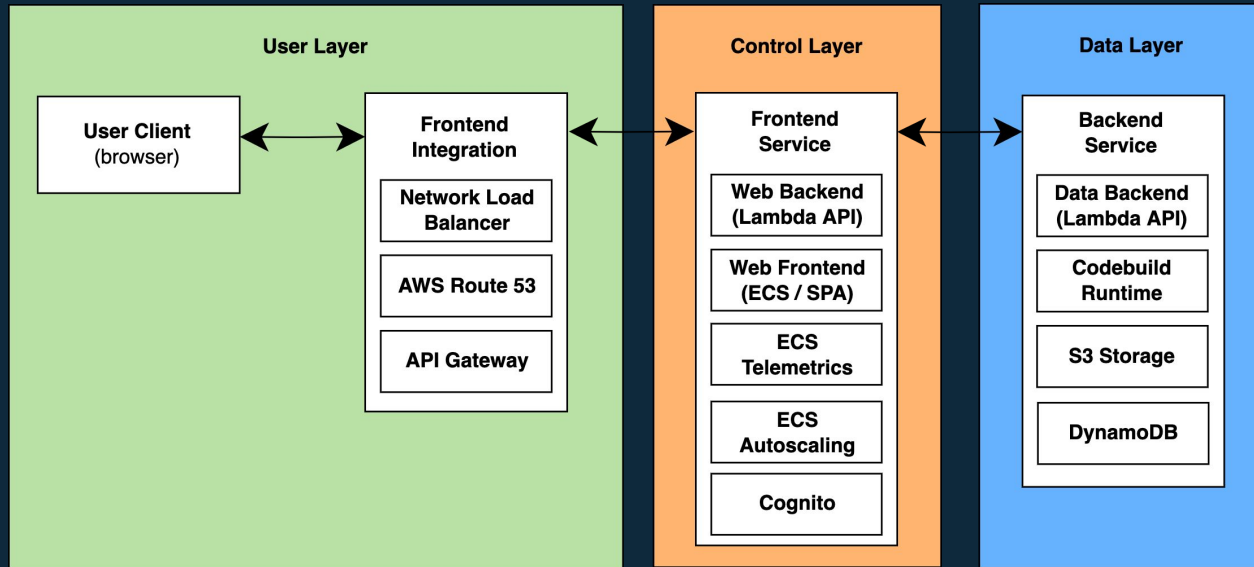 User Layer
User Client
(browser)
Frontend
Integration
Network Load
Balancer
AWS Route 53
API Gateway
Control Layer
Frontend
Service
Web Backend
(Lambda API)
Web Frontend
(ECS / SPA)
ECS
Telemetrics
ECS
Autoscaling
Cognito
Data Layer
Backend
Service
Data Backend
(Lambda API)
Codebuild
Runtime
S3 Storage
DynamoDB